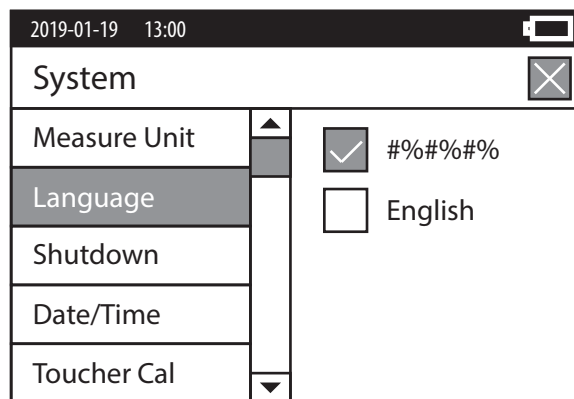 2019-01-19 13:00
System
Measure Unit
Language
Shutdown
Date/Time
Toucher Cal
#%#%#%
English